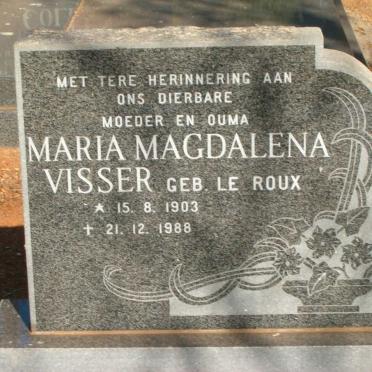 MET TERE HERINNERING AAN
ONS DIERBARE
MOEDER EN OUMA
MARIA MAGDALENA
VISSER GEB. LE ROUX
* 15. 8. 1903
† 21. 12. 1988